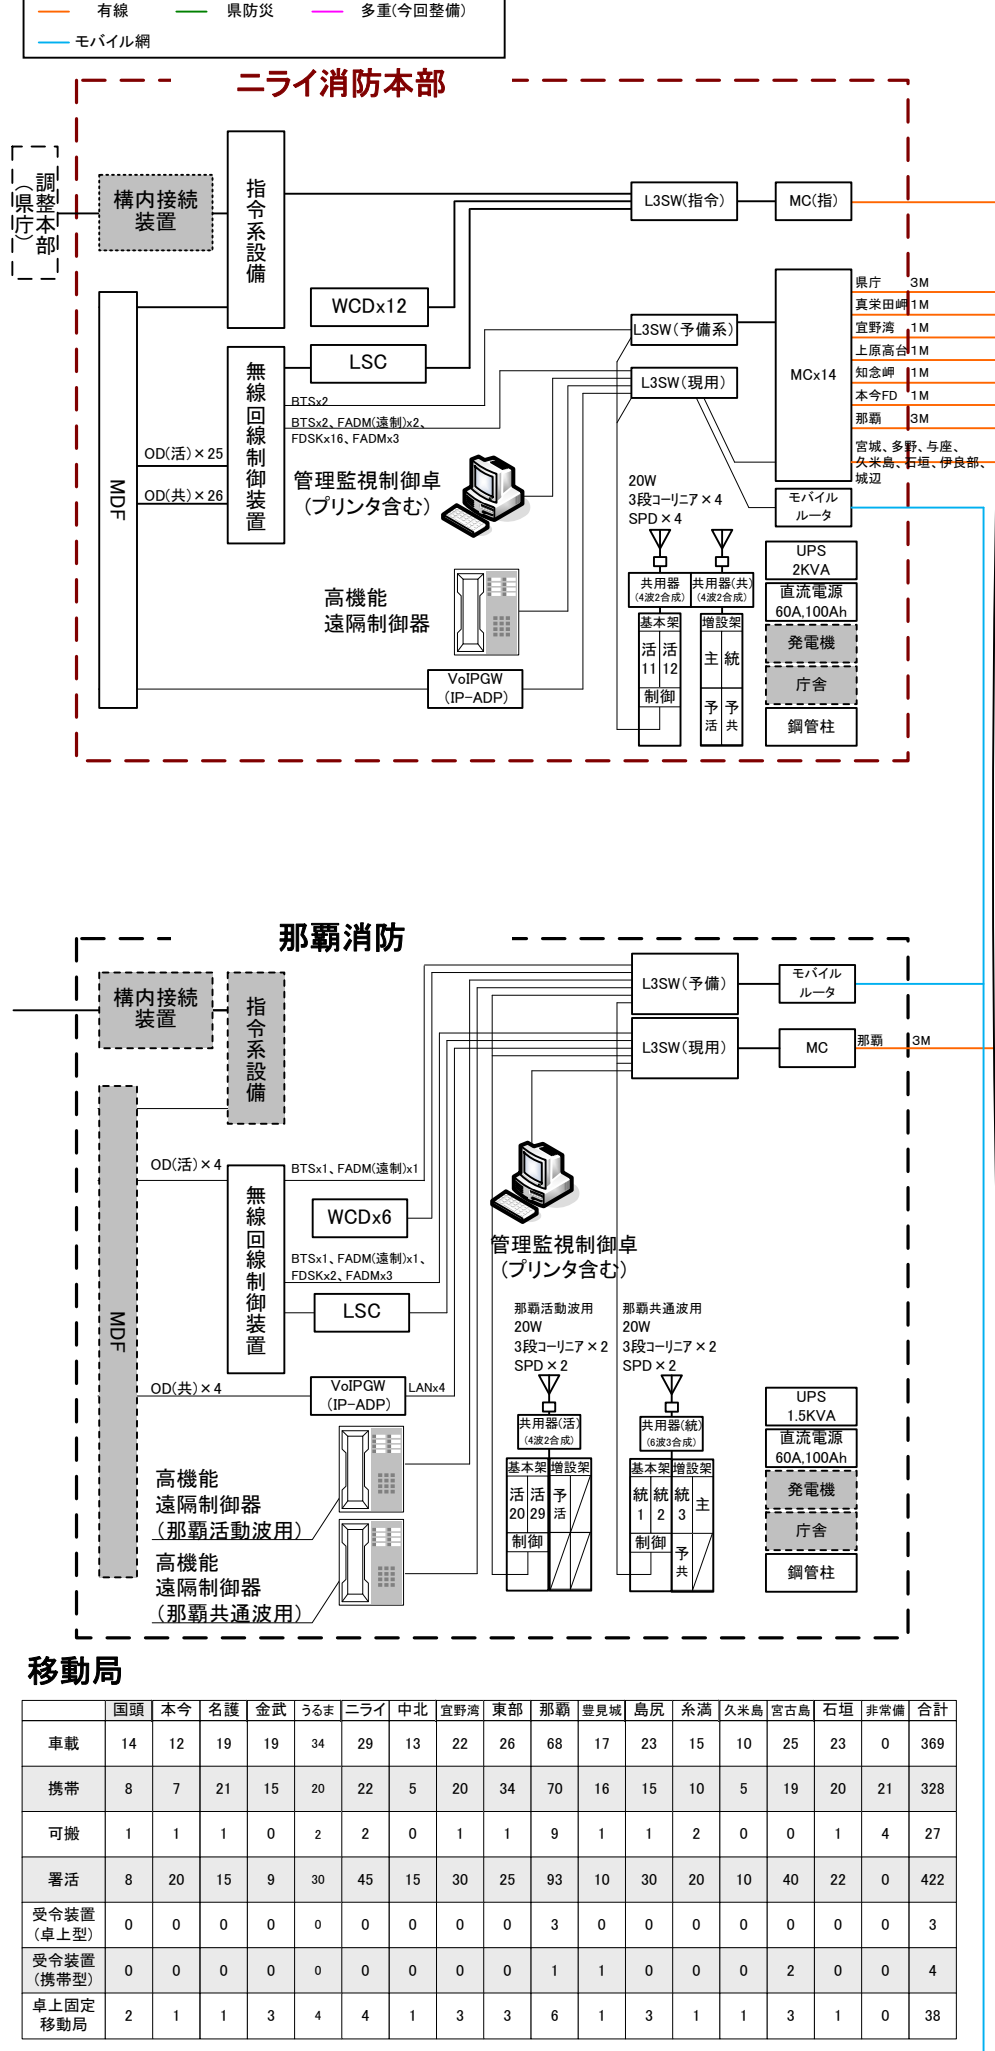 有線 県防災 多重(今回整備)
モバイル網
ニライ消防本部
調整本部
(県庁)
構内接続
装置
指令系設備
L3SW(指令)
MC(指)
WCDx12
LSC
L3SW(予備系)
L3SW(現用)
MCx14
県庁 3M
真栄田岬 1M
宜野湾 1M
上原高台 1M
知念岬 1M
本今FD 1M
那覇 3M
宮城、多野、与座、
久米島、石垣、伊良部、
城辺
無線回線制御装置
BTSx2
BTSx2、FADM(遠制)x2、
FDSKx16、FADMx3
OD(活)×25
OD(共)×26
MDF
管理監視制御卓
(プリンタ含む)
モバイル
ルータ
20W
3段コーリニア×4
SPD×4
高機能
遠隔制御器
共用器
(4波2合成)
共用器(共)
(4波2合成)
基本架
増設架
活
11
活
12
主
統
制御
予
活
予
共
VoIPGW
(IP-ADP)
UPS
2KVA
直流電源
60A,100Ah
発電機
庁舎
鋼管柱
那覇消防
構内接続
装置
指令系設備
L3SW(予備)
モバイル
ルータ
L3SW(現用)
MC
那覇 3M
MDF
OD(活)×4
無線回線制御装置
BTSx1、FADM(遠制)x1
WCDx6
BTSx1、FADM(遠制)x1、
FDSKx2、FADMx3
LSC
管理監視制御卓
(プリンタ含む)
OD(共)×4
VoIPGW
(IP-ADP)
LANx4
那覇活動波用
20W
3段コーリニア×2
SPD×2
那覇共通波用
20W
3段コーリニア×2
SPD×2
共用器(活)
(4波2合成)
共用器(統)
(6波3合成)
基本架
増設架
活
20
活
29
予
活
制御
基本架
増設架
統
1
統
2
統
3
主
制御
予
共
高機能
遠隔制御器
(那覇活動波用)
高機能
遠隔制御器
(那覇共通波用)
UPS
1.5KVA
直流電源
60A,100Ah
発電機
庁舎
鋼管柱
移動局
国頭 本今 名護 金武 うるま ニライ 中北 宜野湾 東部 那覇 豊見城 島尻 糸満 久米島 宮古島 石垣 非常備 合計
車載 14 12 19 19 34 29 13 22 26 68 17 23 15 10 25 23 0 369
携帯 8 7 21 15 20 22 5 20 34 70 16 15 10 5 19 20 21 328
可搬 1 1 1 0 2 2 0 1 1 9 1 1 2 0 0 1 4 27
署活 8 20 15 9 30 45 15 30 25 93 10 30 20 10 40 22 0 422
受令装置
(卓上型) 0 0 0 0 0 0 0 0 0 3 0 0 0 0 0 0 0 3
受令装置
(携帯型) 0 0 0 0 0 0 0 0 0 1 1 0 0 0 2 0 0 4
卓上固定
移動局 2 1 1 3 4 4 1 3 3 6 1 3 1 1 3 1 0 38